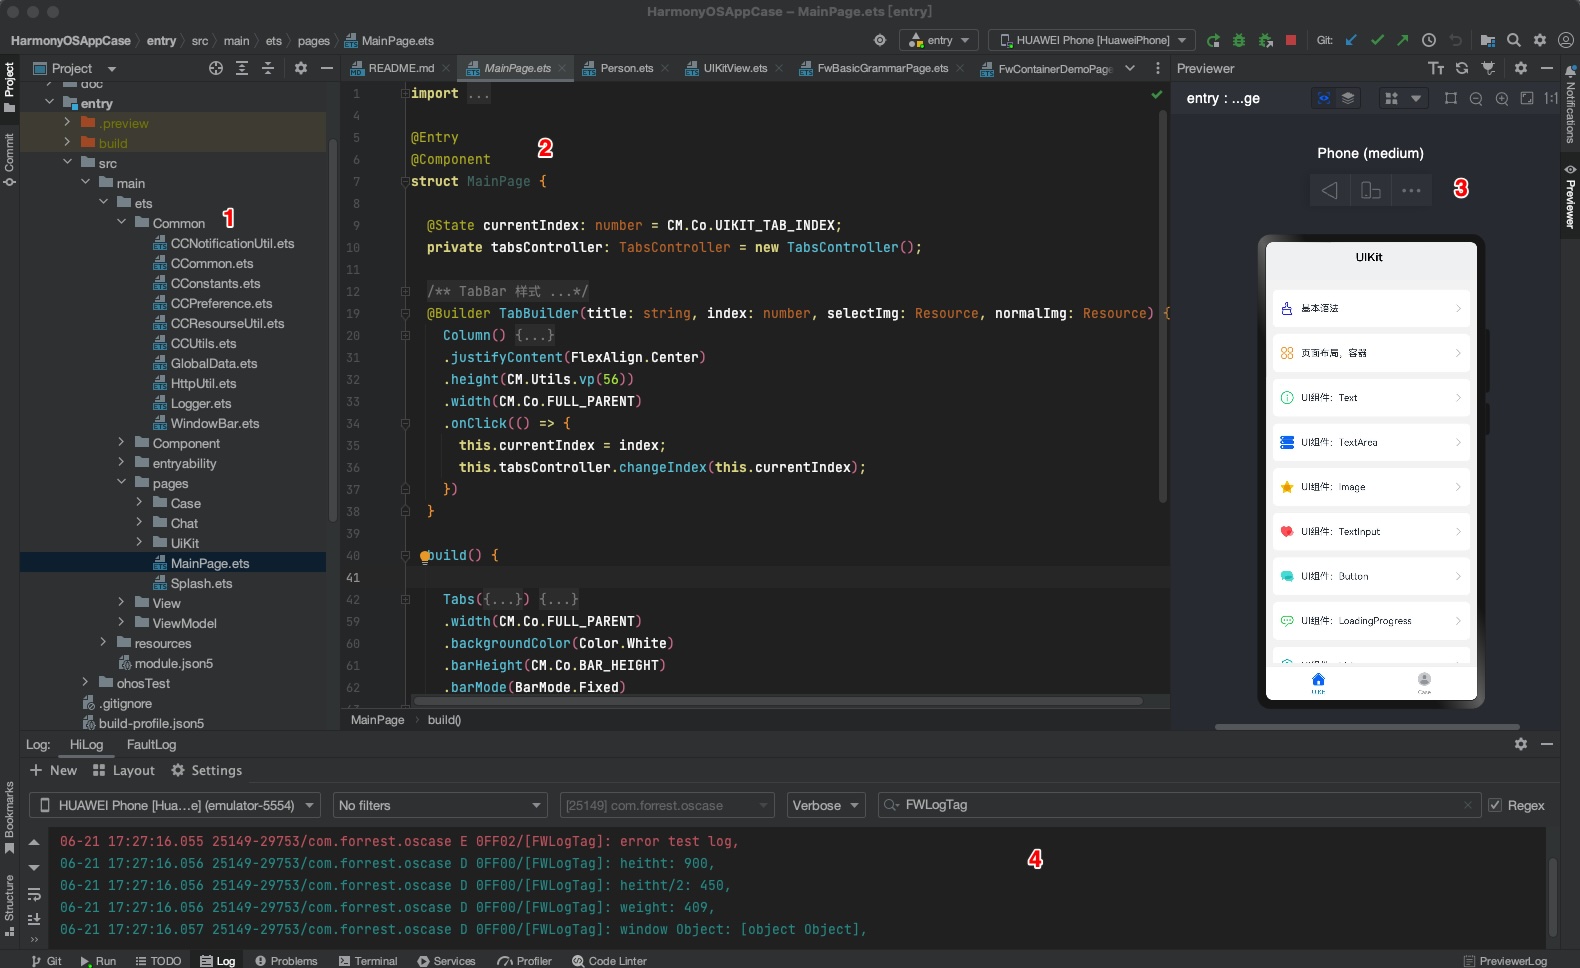 HarmonyOSAppCase – MainPage.ets [entry]
HarmonyOSAppCase > entry > src > main > ets > pages > MainPage.ets
entry
HUAWEI Phone [HuaweiPhone]
Git:
Project
Project
Commit
Bookmarks
Structure
doc
entry
.preview
build
src
main
ets
Common
1
CCNotificationUtil.ets
CCommon.ets
CConstants.ets
CCPreference.ets
CCResourseUtil.ets
CCUtils.ets
GlobalData.ets
HttpUtil.ets
Logger.ets
WindowBar.ets
Component
entryability
pages
Case
Chat
UiKit
MainPage.ets
Splash.ets
View
ViewModel
resources
module.json5
ohosTest
.gitignore
build-profile.json5
README.md
MainPage.ets
Person.ets
UIKitView.ets
FwBasicGrammarPage.ets
FwContainerDemoPage
1 import ...
4
5 @Entry
2
6 @Component
7 struct MainPage {
8
9 @State currentIndex: number = CM.Co.UIKIT_TAB_INDEX;
10 private tabsController: TabsController = new TabsController();
11
12 /** TabBar 样式 ...*/
19 @Builder TabBuilder(title: string, index: number, selectImg: Resource, normalImg: Resource) {
20 Column() {...}
31 .justifyContent(FlexAlign.Center)
32 .height(CM.Utils.vp(56))
33 .width(CM.Co.FULL_PARENT)
34 .onClick(() => {
35 this.currentIndex = index;
36 this.tabsController.changeIndex(this.currentIndex);
37 })
38 }
39
40 build() {
41
42 Tabs({...}) {...}
59 .width(CM.Co.FULL_PARENT)
60 .backgroundColor(Color.White)
61 .barHeight(CM.Co.BAR_HEIGHT)
62 .barMode(BarMode.Fixed)
MainPage > build()
Previewer
entry : ...ge
1:1
Phone (medium)
3
UIKit
基本语法
页面布局，容器
UI组件：Text
UI组件：TextArea
UI组件：Image
UI组件：TextInput
UI组件：Button
UI组件：LoadingProgress
Case
Notifications
Previewer
Log:
HiLog
FaultLog
New
Layout
Settings
HUAWEI Phone [Hua...e] (emulator-5554)
No filters
[25149] com.forrest.oscase
Verbose
FWLogTag
Regex
06-21 17:27:16.055 25149-29753/com.forrest.oscase E 0FF02/[FWLogTag]: error test log,
06-21 17:27:16.056 25149-29753/com.forrest.oscase D 0FF00/[FWLogTag]: heitht: 900,
4
06-21 17:27:16.056 25149-29753/com.forrest.oscase D 0FF00/[FWLogTag]: heitht/2: 450,
06-21 17:27:16.056 25149-29753/com.forrest.oscase D 0FF00/[FWLogTag]: weight: 409,
06-21 17:27:16.057 25149-29753/com.forrest.oscase D 0FF00/[FWLogTag]: window Object: [object Object],
Git
Run
TODO
Log
Problems
Terminal
Services
Profiler
Code Linter
PreviewerLog